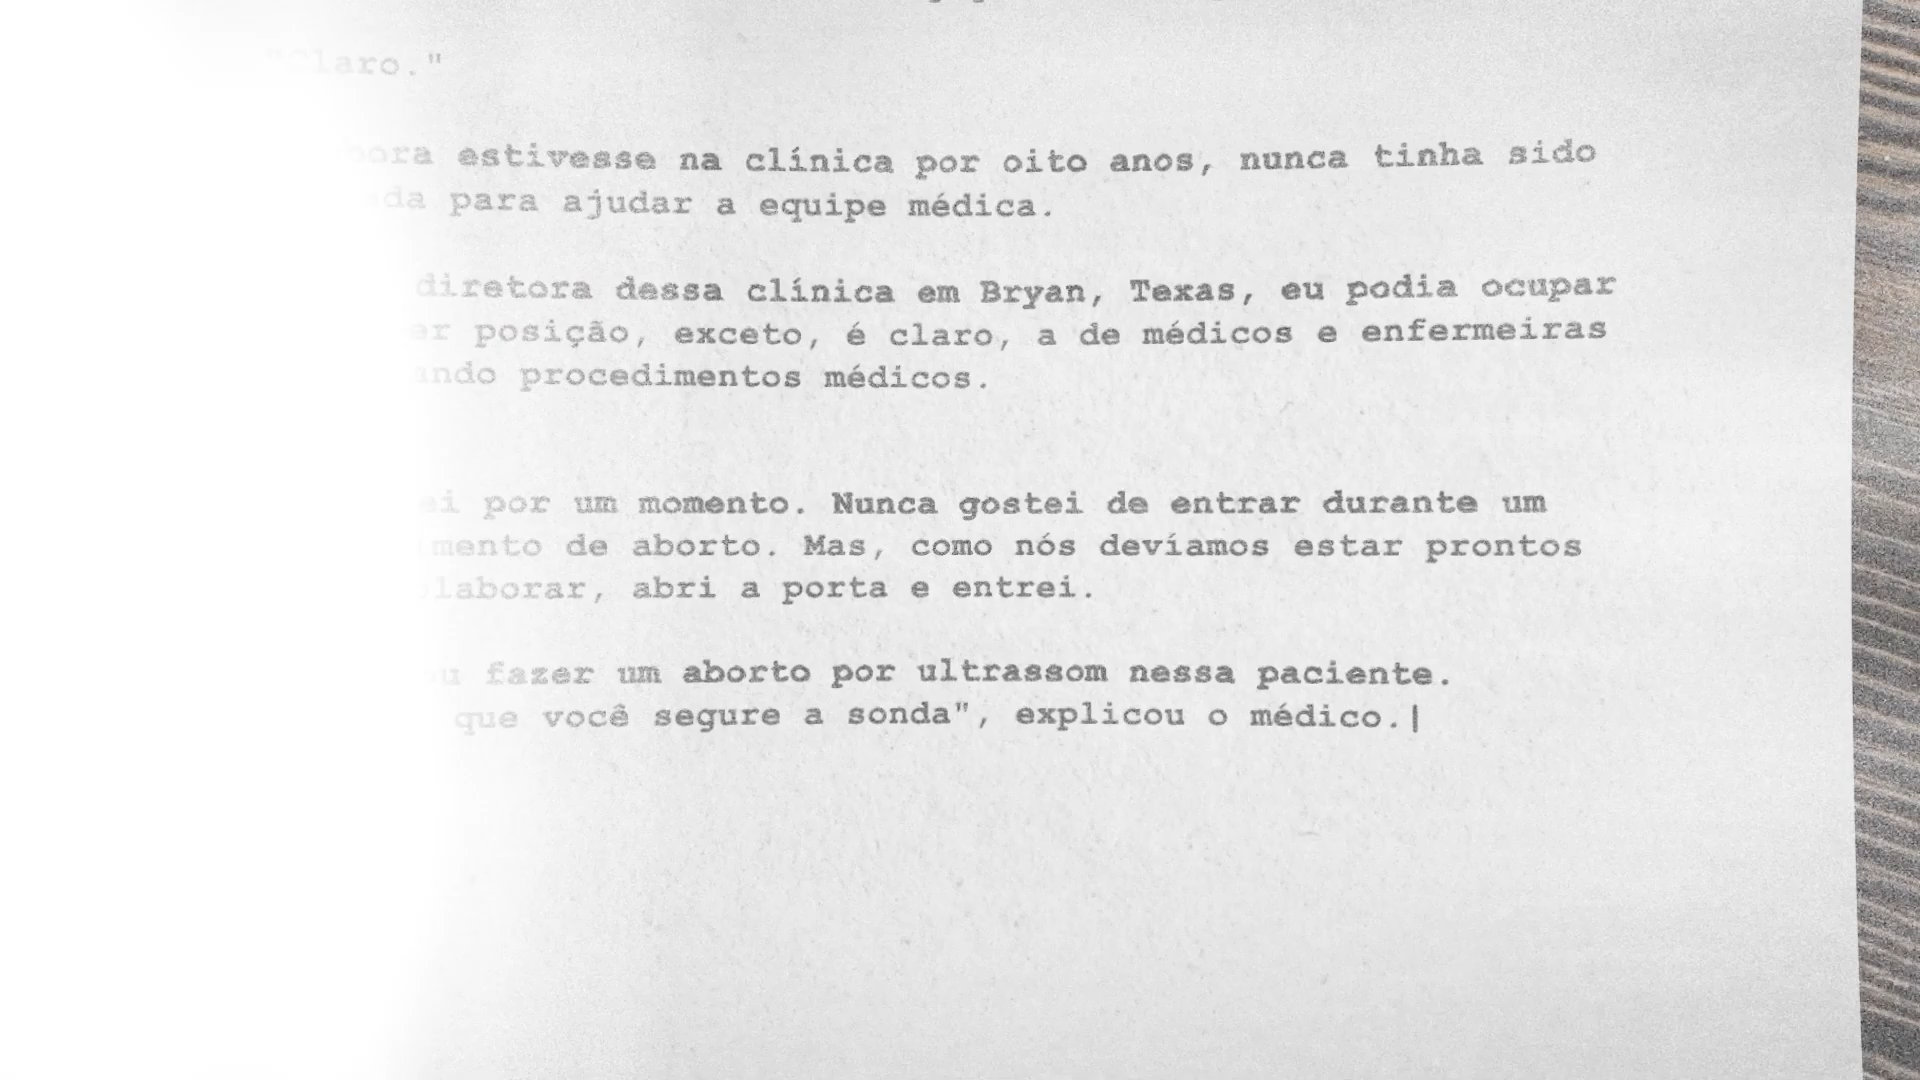 "Claro."
estivesse na clínica por oito anos, nunca tinha sido
para ajudar a equipe médica.
diretora dessa clínica em Bryan, Texas, eu podia ocupar
posição, exceto, é claro, a de médicos e enfermeiras
procedimentos médicos.
por um momento. Nunca gostei de entrar durante um
de aborto. Mas, como nós devíamos estar prontos
abri a porta e entrei.
fazer um aborto por ultrassom nessa paciente.
que você segure a sonda", explicou o médico.|